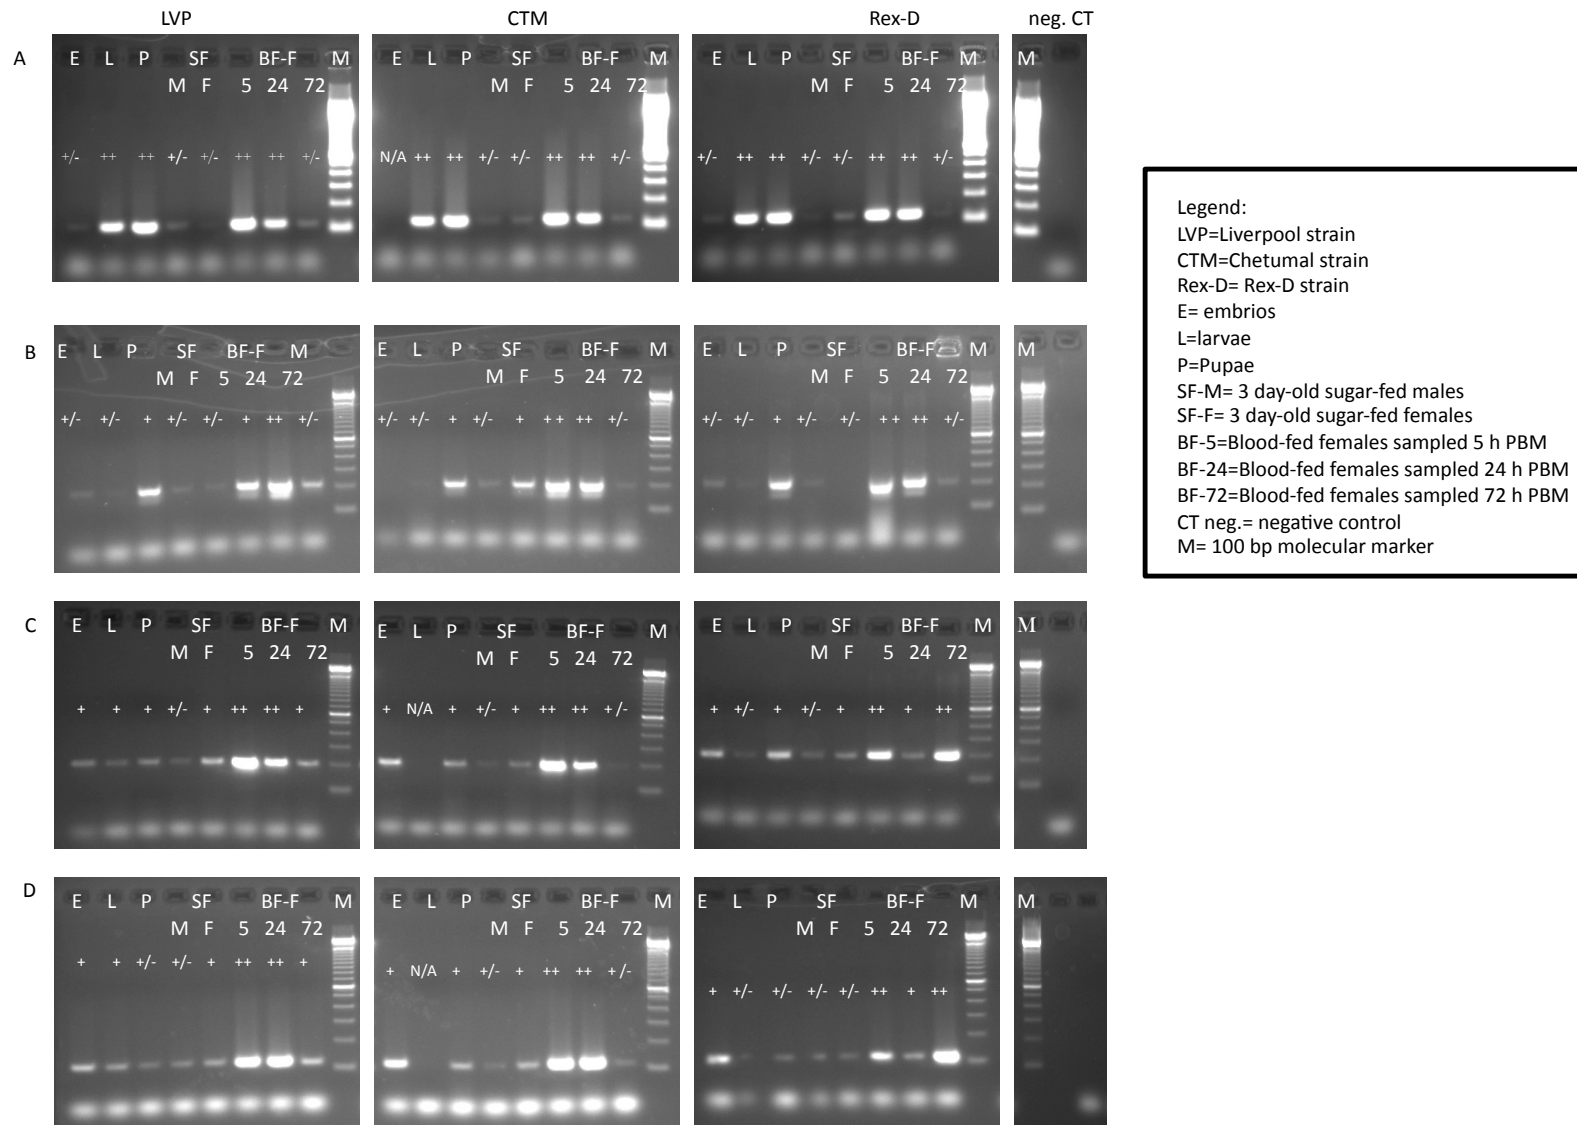 LVP CTM Rex-D neg. CT
A
E L P SF BF-F M
M F 5 24 72
+/- ++ ++ +/- +/- ++ ++ +/-
E L P SF BF-F M
M F 5 24 72
N/A ++ ++ +/- +/- ++ ++ +/-
E L P SF BF-F M
M F 5 24 72
+/- ++ ++ +/- +/- ++ ++ +/-
M
B
E L P SF BF-F M
M F 5 24 72
+/- +/- + +/- +/- + ++ +/-
E L P SF BF-F M
M F 5 24 72
+/- + +/- + ++ ++ +/-
E L P SF BF-F M
M F 5 24 72
+/- +/- + +/- +/- ++ ++ +/-
M
C
E L P SF BF-F M
M F 5 24 72
+ + + +/- + ++ ++ +
E L P SF BF-F M
M F 5 24 72
+ N/A + +/- + ++ ++ +/-
E L P SF BF-F M
M F 5 24 72
+ +/- + +/- + ++ + ++
M
D
E L P SF BF-F M
M F 5 24 72
+ + +/- +/- + ++ ++ +
E L P SF BF-F M
M F 5 24 72
+ N/A + +/- + ++ ++ +/-
E L P SF BF-F M
M F 5 24 72
+ +/- +/- +/- +/- ++ + ++
M
Legend:
LVP=Liverpool strain
CTM=Chetumal strain
Rex-D= Rex-D strain
E= embrios
L=larvae
P=Pupae
SF-M= 3 day-old sugar-fed males
SF-F= 3 day-old sugar-fed females
BF-5=Blood-fed females sampled 5 h PBM
BF-24=Blood-fed females sampled 24 h PBM
BF-72=Blood-fed females sampled 72 h PBM
CT neg.= negative control
M= 100 bp molecular marker